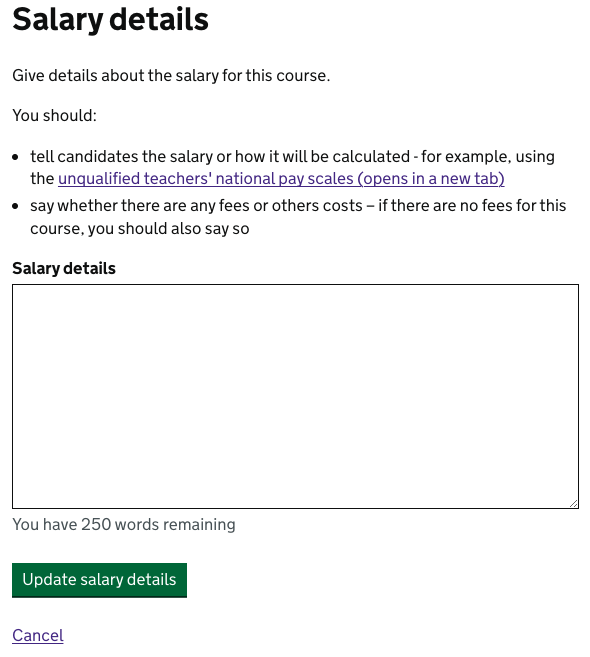 Salary details
Give details about the salary for this course.
You should:
• tell candidates the salary or how it will be calculated - for example, using
the unqualified teachers' national pay scales (opens in a new tab)
• say whether there are any fees or others costs – if there are no fees for this
course, you should also say so
Salary details
You have 250 words remaining
Update salary details
Cancel